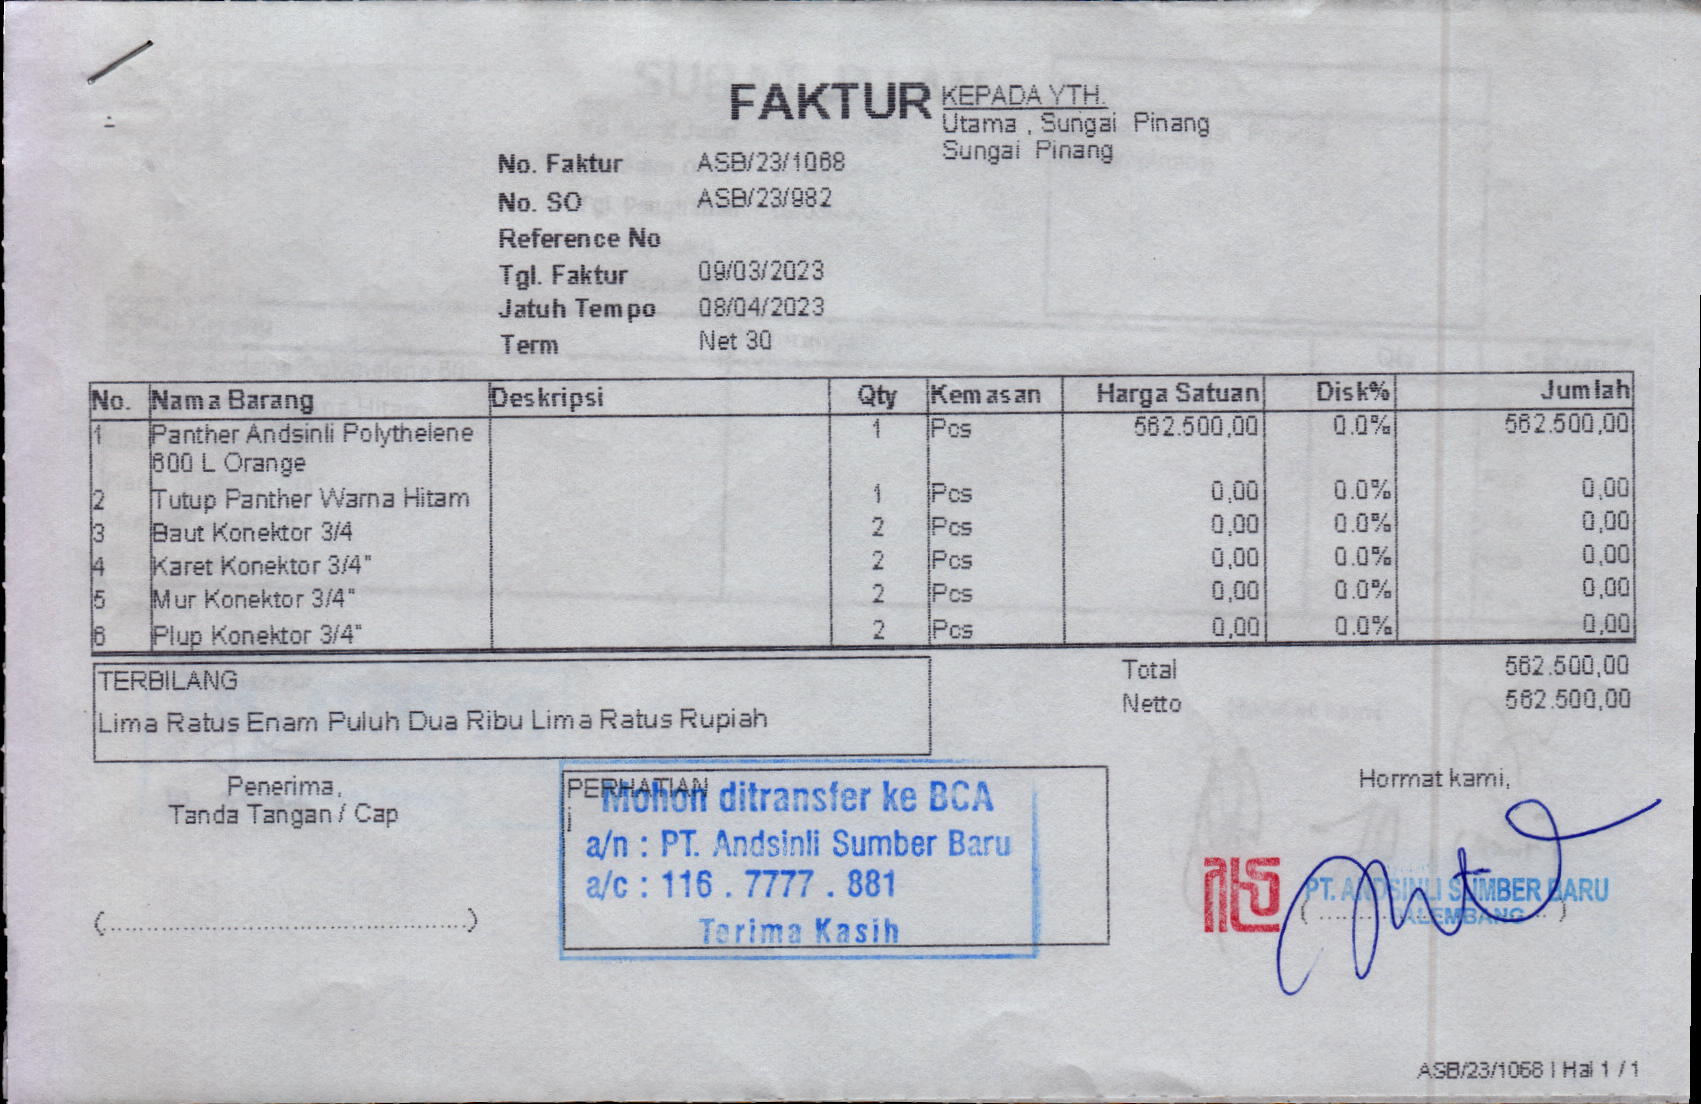 FAKTUR
KEPADA YTH.
Utama , Sungai Pinang
Sungai Pinang
No. Faktur ASB/23/1068
No. SO ASB/23/982
Reference No
Tgl. Faktur 09/03/2023
Jatuh Tempo 08/04/2023
Term Net 30
No. Nama Barang Deskripsi Qty Kemasan Harga Satuan Disk% Jumlah
1 Panther Andsinli Polythelene 1 Pcs 562.500,00 0.0% 562.500,00
600 L Orange
2 Tutup Panther Warna Hitam 1 Pcs 0,00 0.0% 0,00
3 Baut Konektor 3/4 2 Pcs 0,00 0.0% 0,00
4 Karet Konektor 3/4" 2 Pcs 0,00 0.0% 0,00
5 Mur Konektor 3/4" 2 Pcs 0,00 0.0% 0,00
6 Plup Konektor 3/4" 2 Pcs 0,00 0.0% 0,00
TERBILANG
Lima Ratus Enam Puluh Dua Ribu Lima Ratus Rupiah
Total 562.500,00
Netto 562.500,00
Penerima,
Tanda Tangan / Cap
(..............................................)
PERHATIAN
Mohon ditransfer ke BCA
a/n : PT. Andsinli Sumber Baru
a/c : 116 . 7777 . 881
Terima Kasih
Hormat kami,
PT. ANDSINLI SUMBER BARU
PALEMBANG
ASB/23/1068 | Hal 1 / 1